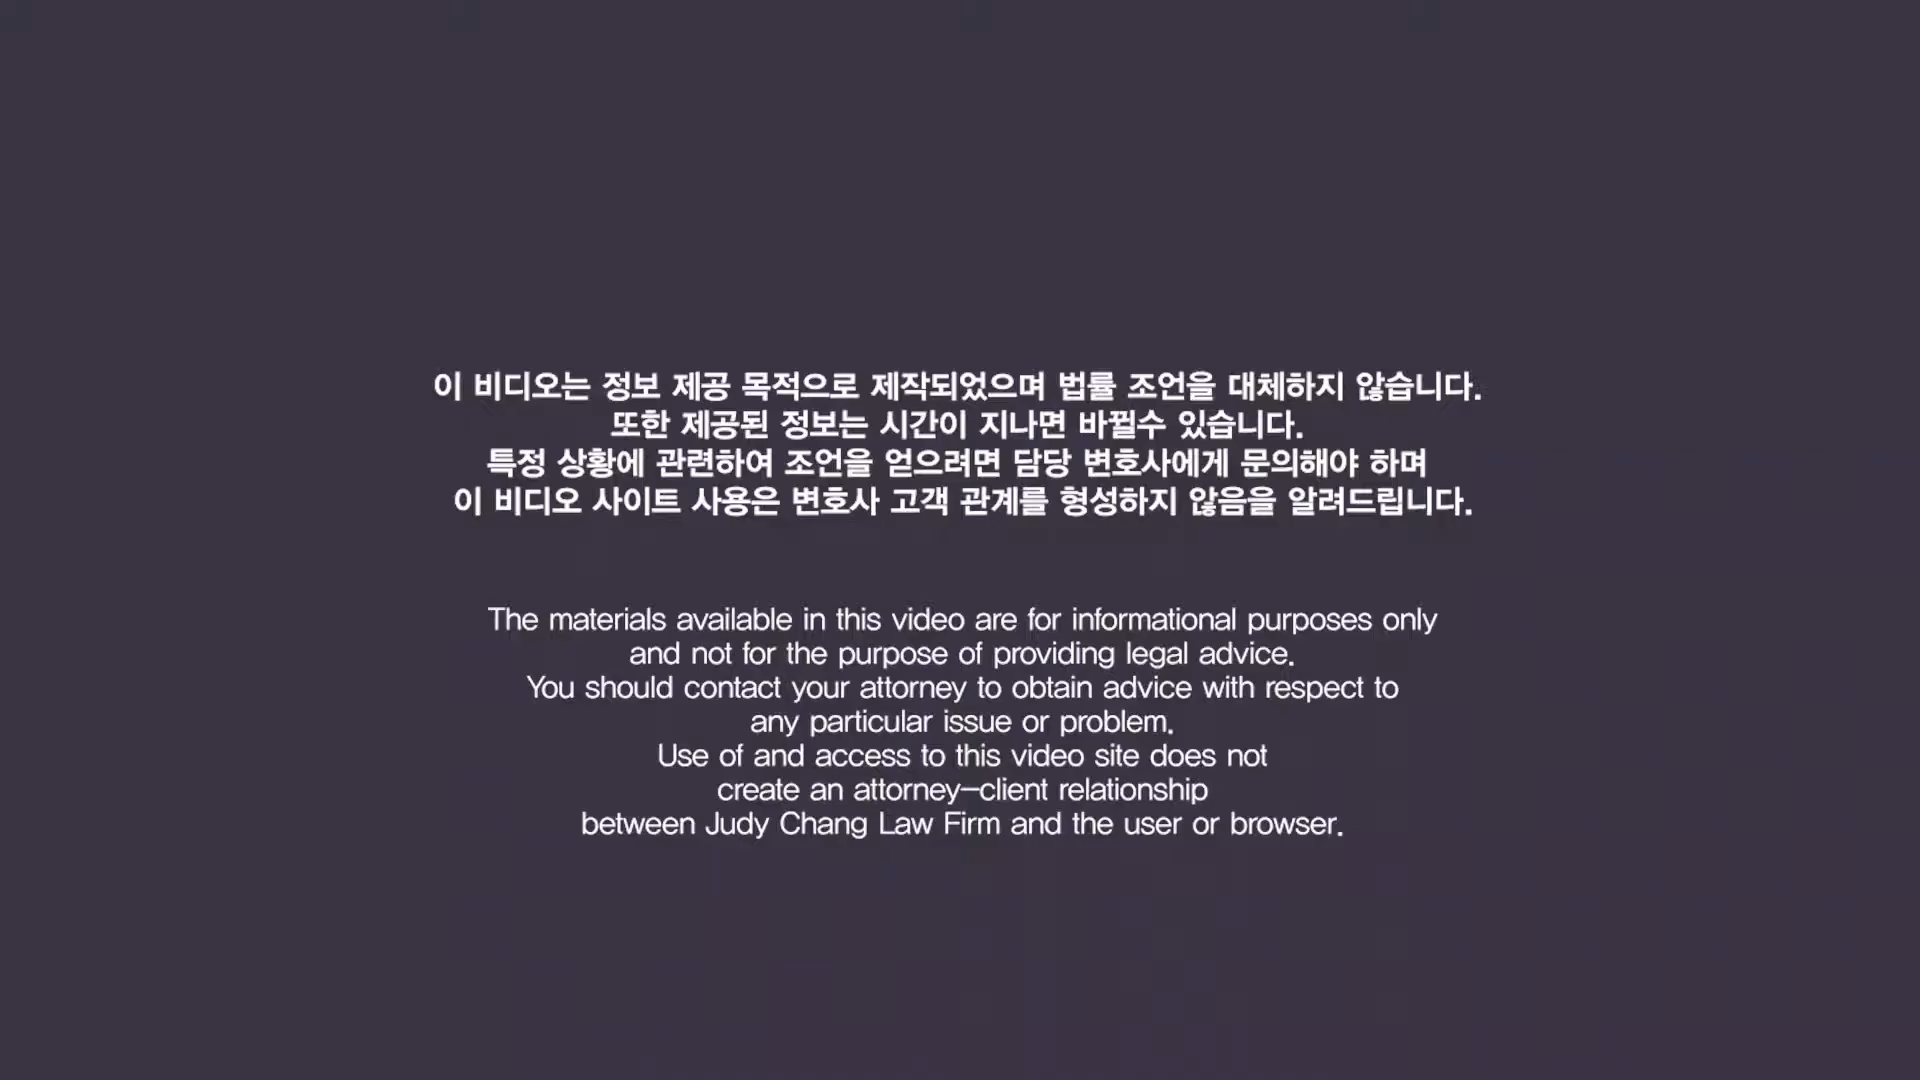 이 비디오는 정보 제공 목적으로 제작되었으며 법률 조언을 대체하지 않습니다.
또한 제공된 정보는 시간이 지나면 바뀔수 있습니다.
특정 상황에 관련하여 조언을 얻으려면 담당 변호사에게 문의해야 하며
이 비디오 사이트 사용은 변호사 고객 관계를 형성하지 않음을 알려드립니다.
The materials available in this video are for informational purposes only
and not for the purpose of providing legal advice.
You should contact your attorney to obtain advice with respect to
any particular issue or problem.
Use of and access to this video site does not
create an attorney–client relationship
between Judy Chang Law Firm and the user or browser.